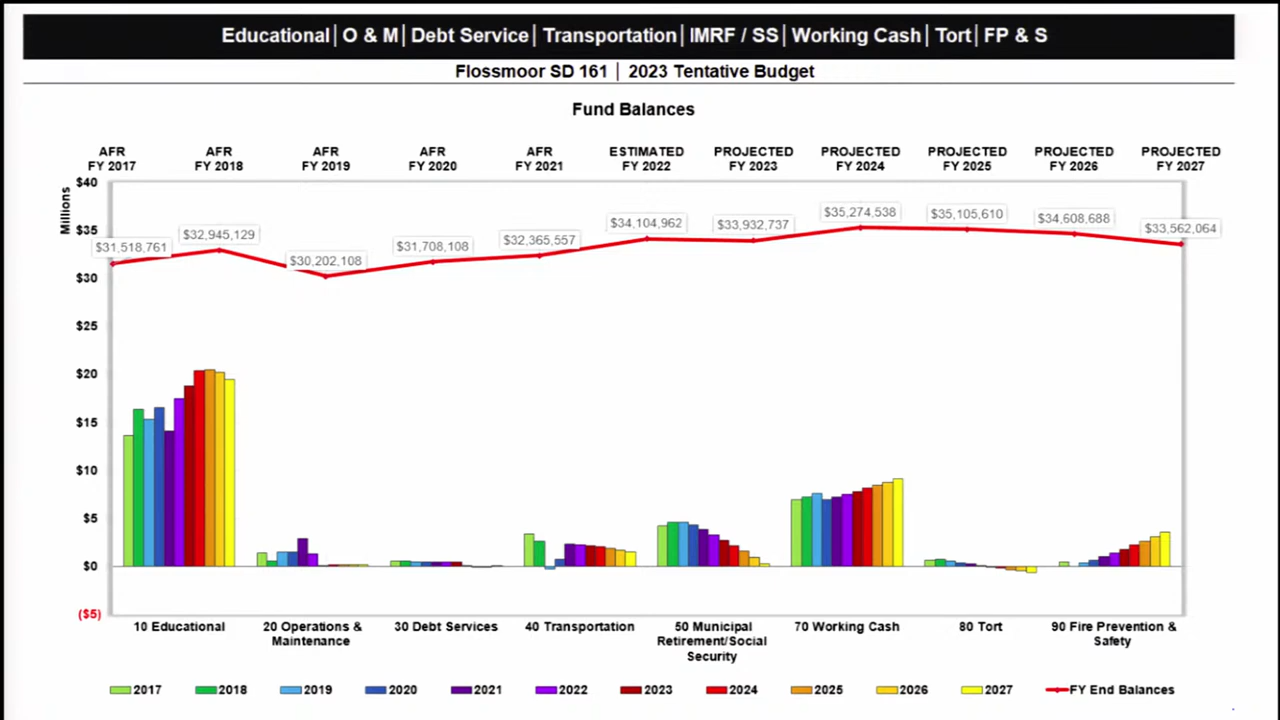 Educational│O & M│Debt Service│Transportation│IMRF / SS│Working Cash│Tort│FP & S
Flossmoor SD 161 │ 2023 Tentative Budget
Fund Balances
AFR FY 2017
AFR FY 2018
AFR FY 2019
AFR FY 2020
AFR FY 2021
ESTIMATED FY 2022
PROJECTED FY 2023
PROJECTED FY 2024
PROJECTED FY 2025
PROJECTED FY 2026
PROJECTED FY 2027
Millions
$40
$35
$30
$25
$20
$15
$10
$5
$0
($5)
$31,518,761
$32,945,129
$30,202,108
$31,708,108
$32,365,557
$34,104,962
$33,932,737
$35,274,538
$35,105,610
$34,608,688
$33,562,064
10 Educational
20 Operations &
Maintenance
30 Debt Services
40 Transportation
50 Municipal
Retirement/Social
Security
70 Working Cash
80 Tort
90 Fire Prevention &
Safety
2017 2018 2019 2020 2021 2022 2023 2024 2025 2026 2027 FY End Balances